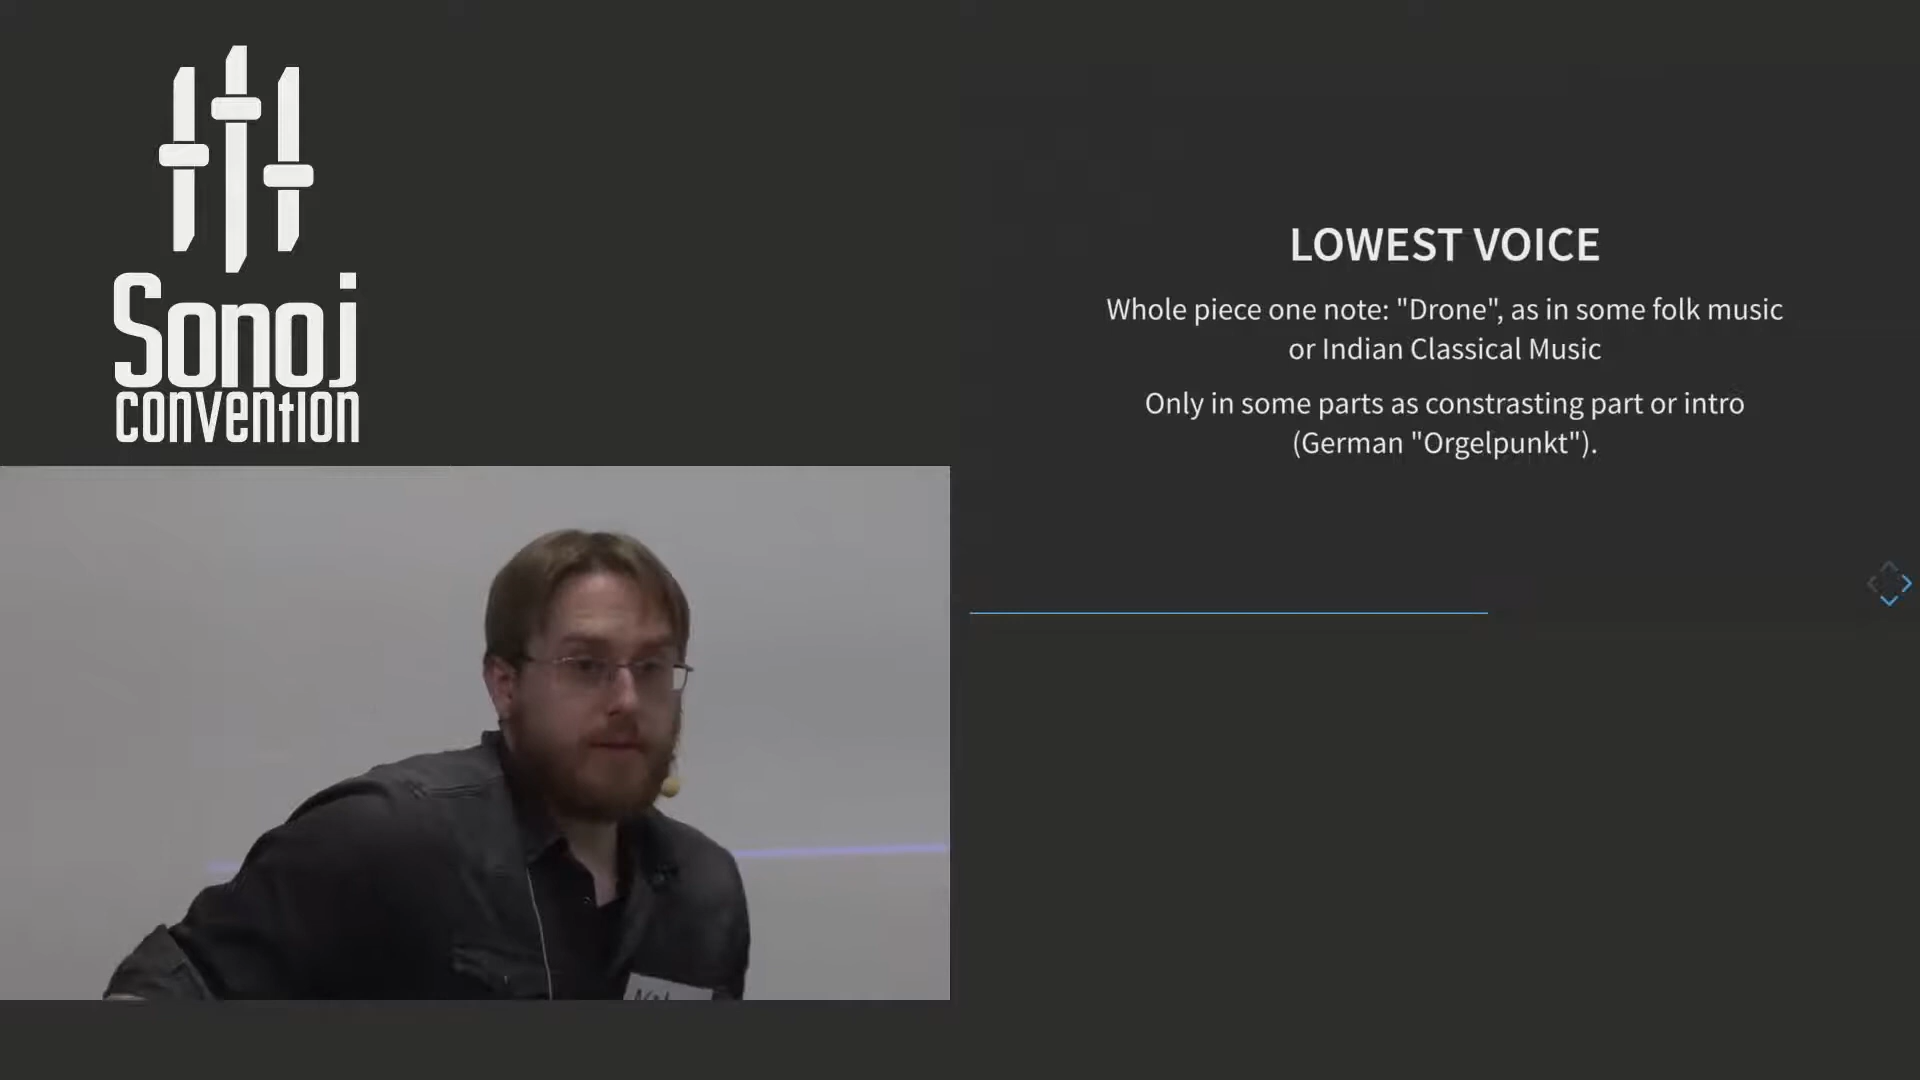 Sonoj
convention
LOWEST VOICE
Whole piece one note: "Drone", as in some folk music
or Indian Classical Music
Only in some parts as constrasting part or intro
(German "Orgelpunkt").